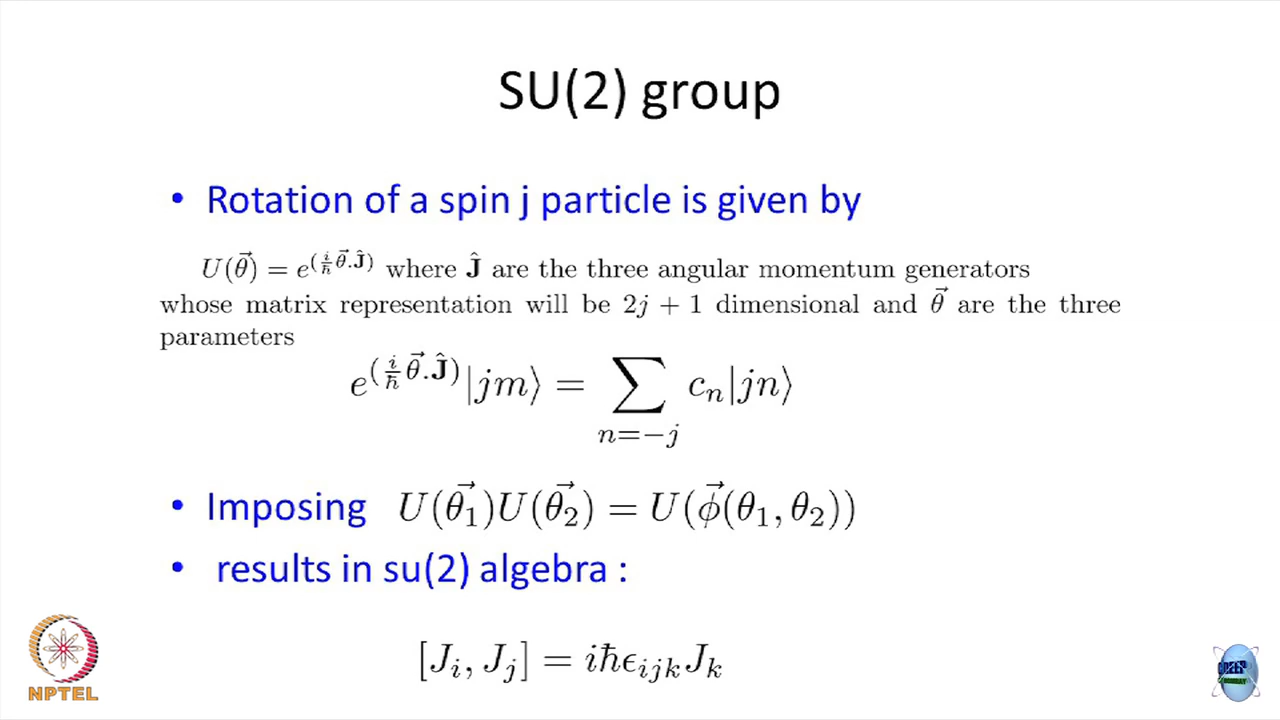 SU(2) group
• Rotation of a spin j particle is given by
U(θ⃗) = e^{(i/ħ θ⃗.Ĵ)} where Ĵ are the three angular momentum generators
whose matrix representation will be 2j + 1 dimensional and θ⃗ are the three
parameters
e^{(i/ħ θ⃗.Ĵ)}|jm⟩ = ∑_{n=−j} c_n|jn⟩
• Imposing U(θ⃗₁)U(θ⃗₂) = U(ϕ⃗(θ₁, θ₂))
• results in su(2) algebra :
[J_i, J_j] = iħϵ_{ijk}J_k
NPTEL